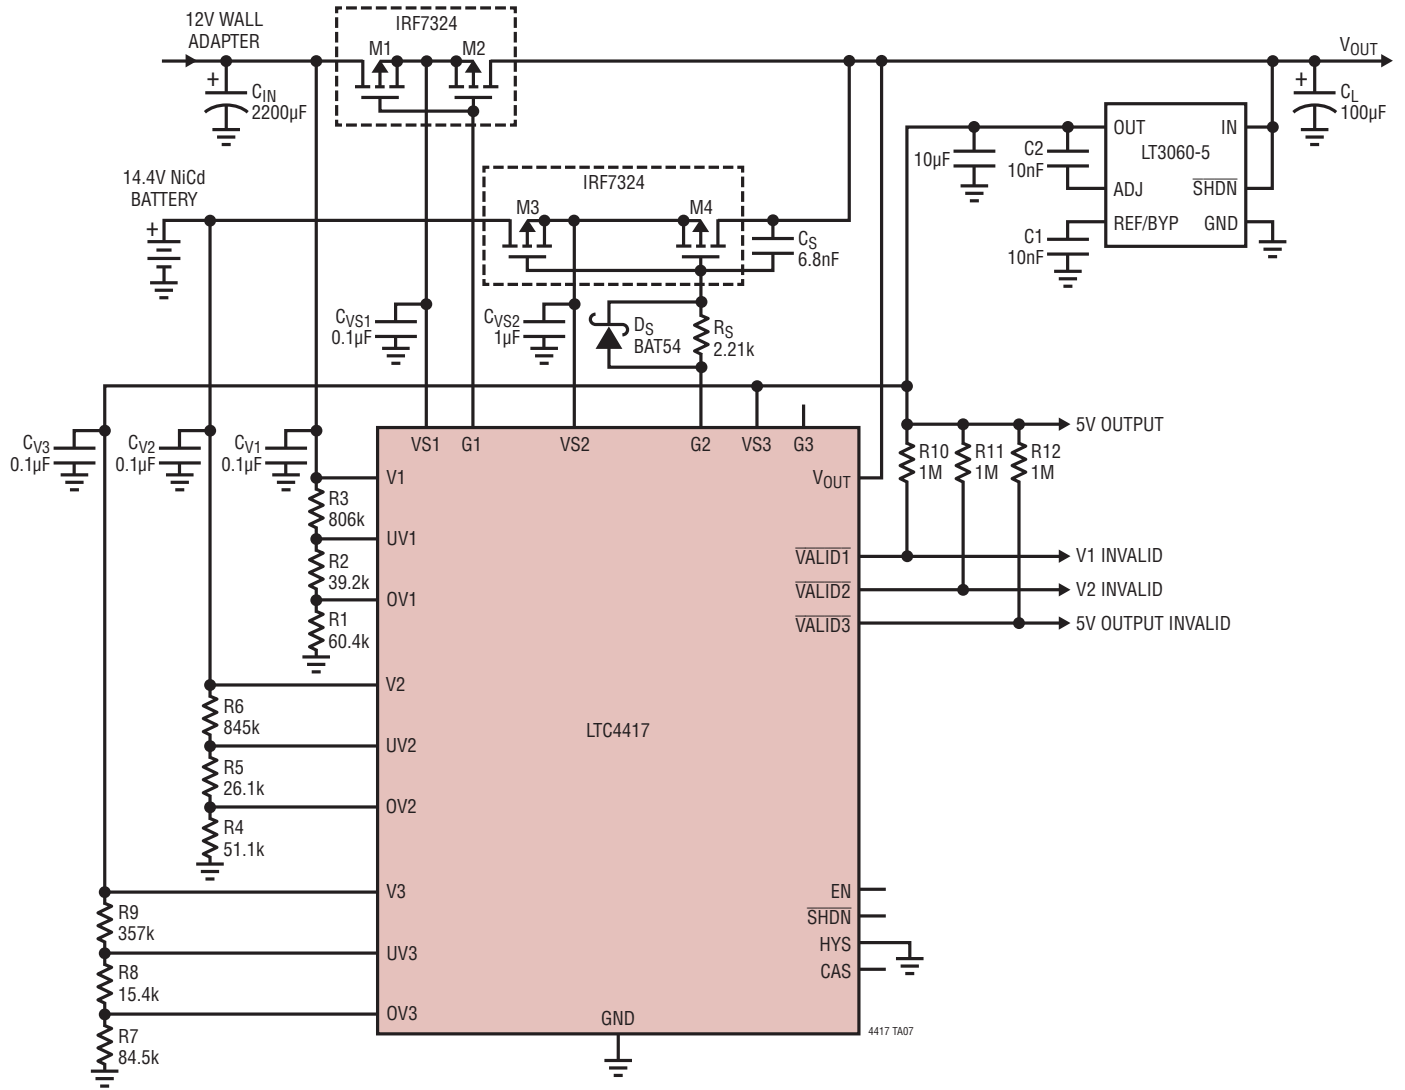 12V WALL
ADAPTER
IRF7324
M1
M2
VOUT
CIN
2200µF
CL
100µF
OUT
IN
LT3060-5
ADJ
SHDN
REF/BYP
GND
10µF
C2
10nF
C1
10nF
14.4V NiCd
BATTERY
IRF7324
M3
M4
CS
6.8nF
CVS1
0.1µF
CVS2
1µF
DS
BAT54
RS
2.21k
CV3
0.1µF
CV2
0.1µF
CV1
0.1µF
VS1
G1
VS2
G2
VS3
G3
5V OUTPUT
R10
1M
R11
1M
R12
1M
V1
VOUT
R3
806k
UV1
R2
39.2k
VALID1
V1 INVALID
VALID2
V2 INVALID
OV1
R1
60.4k
VALID3
5V OUTPUT INVALID
V2
R6
845k
UV2
LTC4417
R5
26.1k
OV2
R4
51.1k
V3
EN
R9
357k
SHDN
HYS
UV3
CAS
R8
15.4k
OV3
GND
R7
84.5k
4417 TA07